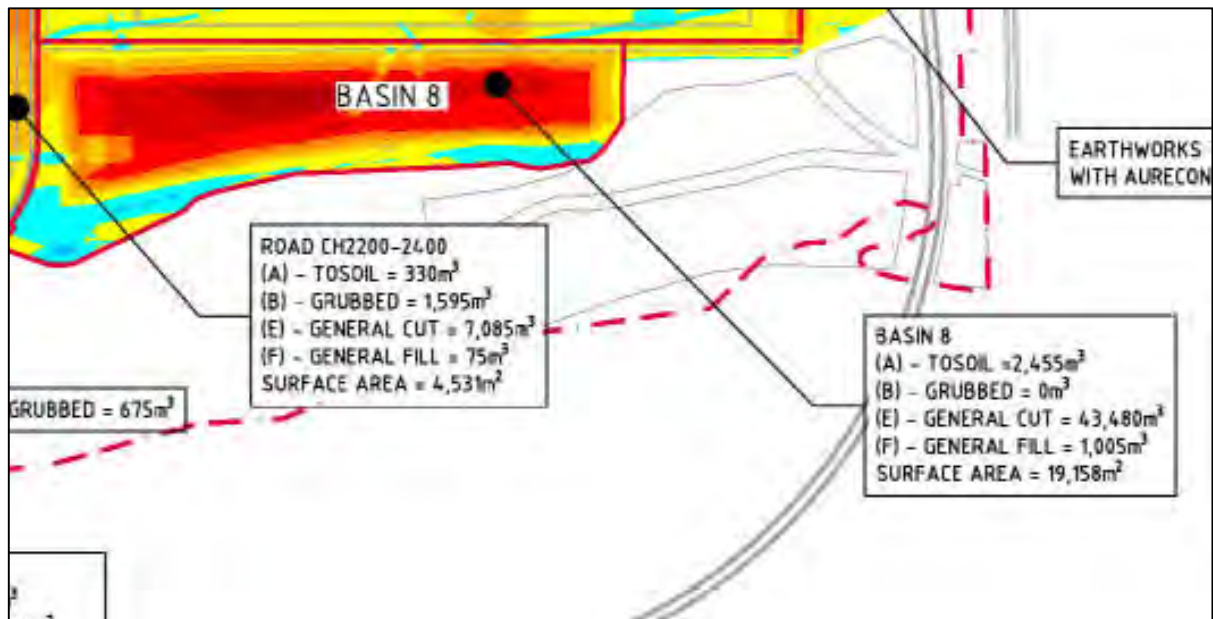 BASIN 8
EARTHWORKS
WITH AURECON
ROAD CH2200-2400
(A) - TOSOIL = 330m³
(B) - GRUBBED = 1,595m³
(E) - GENERAL CUT = 7,085m³
(F) - GENERAL FILL = 75m³
SURFACE AREA = 4,531m²
BASIN 8
(A) - TOSOIL =2,455m³
(B) - GRUBBED = 0m³
(E) - GENERAL CUT = 43,480m³
(F) - GENERAL FILL = 1,005m³
SURFACE AREA = 19,158m²
GRUBBED = 675m³